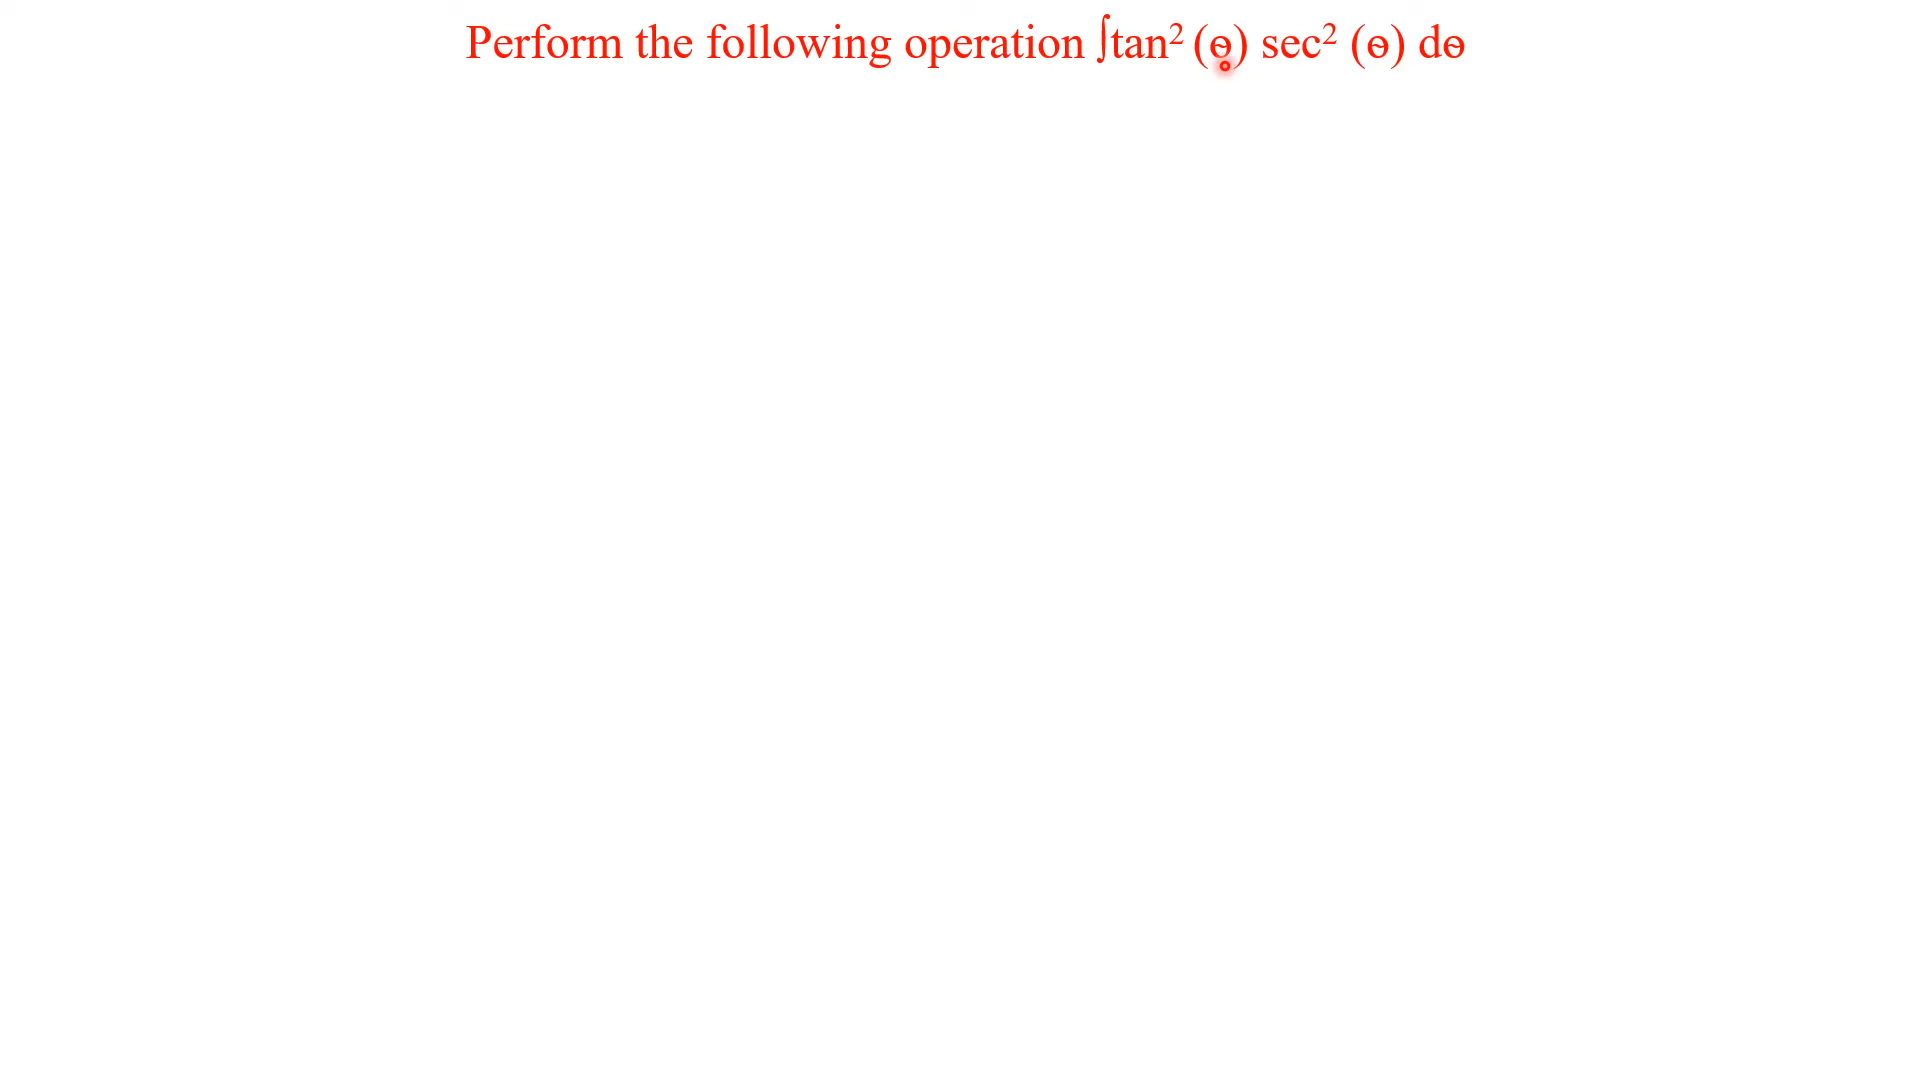 Perform the following operation ∫tan² (ɵ) sec² (ɵ) dɵ